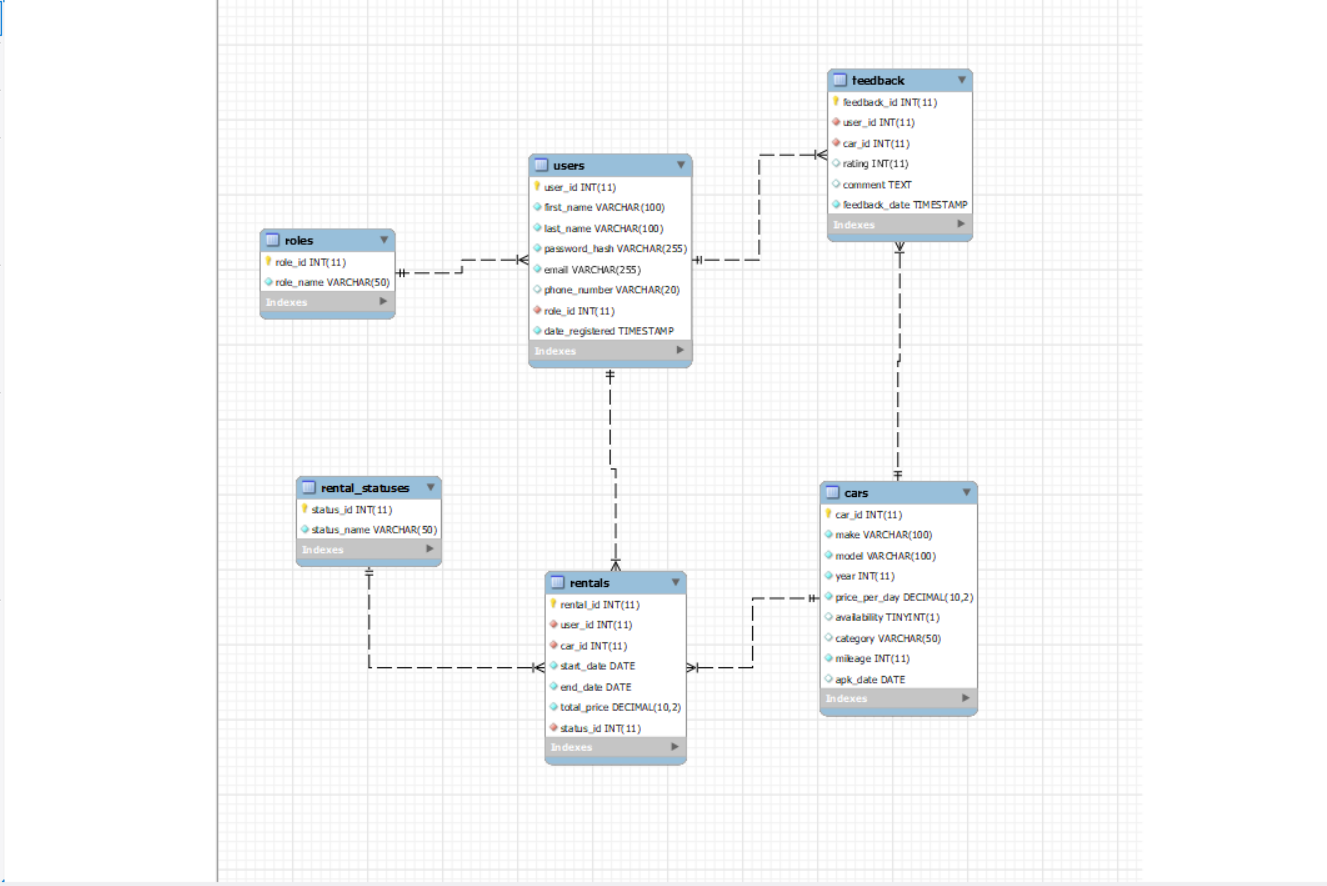 feedback
feedback_id INT(11)
user_id INT(11)
car_id INT(11)
rating INT(11)
comment TEXT
feedback_date TIMESTAMP
Indexes
users
user_id INT(11)
first_name VARCHAR(100)
last_name VARCHAR(100)
password_hash VARCHAR(255)
email VARCHAR(255)
phone_number VARCHAR(20)
role_id INT(11)
date_registered TIMESTAMP
Indexes
roles
role_id INT(11)
role_name VARCHAR(50)
Indexes
rental_statuses
status_id INT(11)
status_name VARCHAR(50)
Indexes
cars
car_id INT(11)
make VARCHAR(100)
model VARCHAR(100)
year INT(11)
price_per_day DECIMAL(10,2)
availability TINYINT(1)
category VARCHAR(50)
mileage INT(11)
apk_date DATE
Indexes
rentals
rental_id INT(11)
user_id INT(11)
car_id INT(11)
start_date DATE
end_date DATE
total_price DECIMAL(10,2)
status_id INT(11)
Indexes